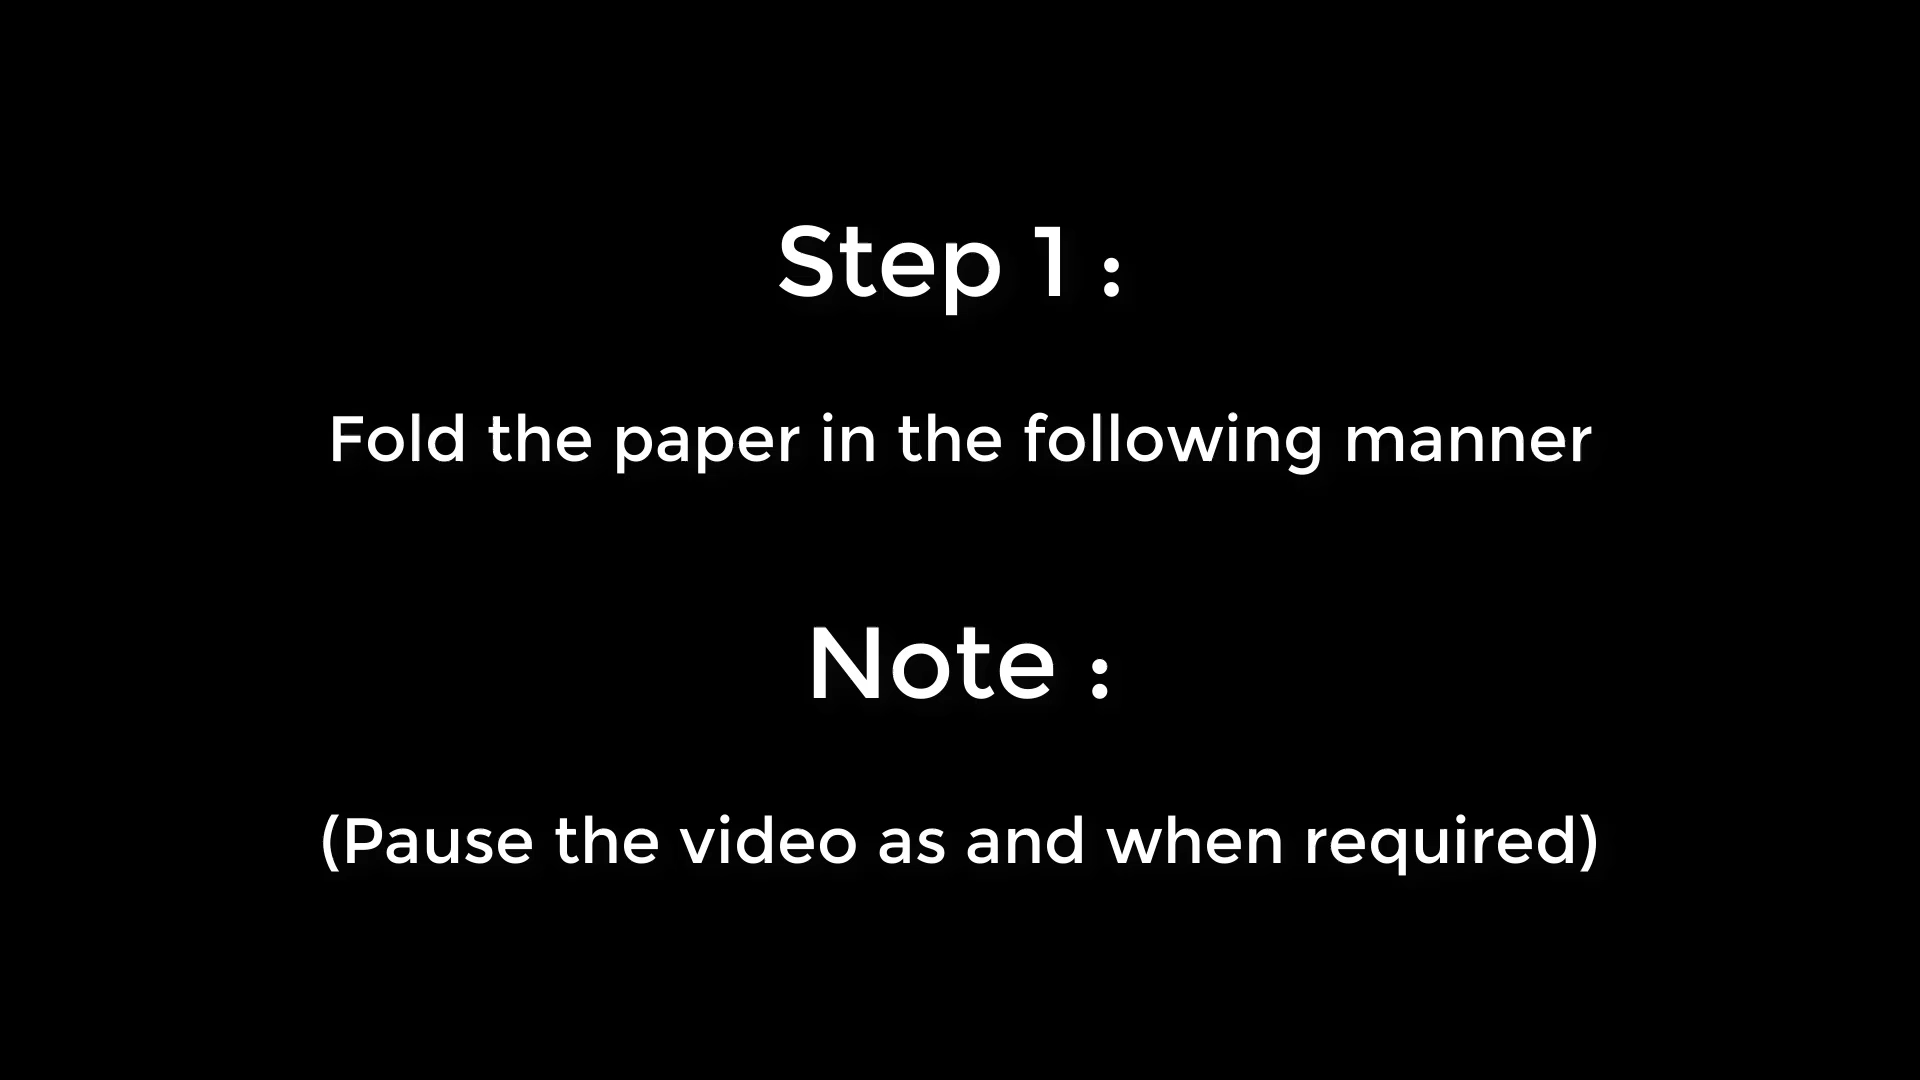 Step 1 :
Fold the paper in the following manner
Note :
(Pause the video as and when required)